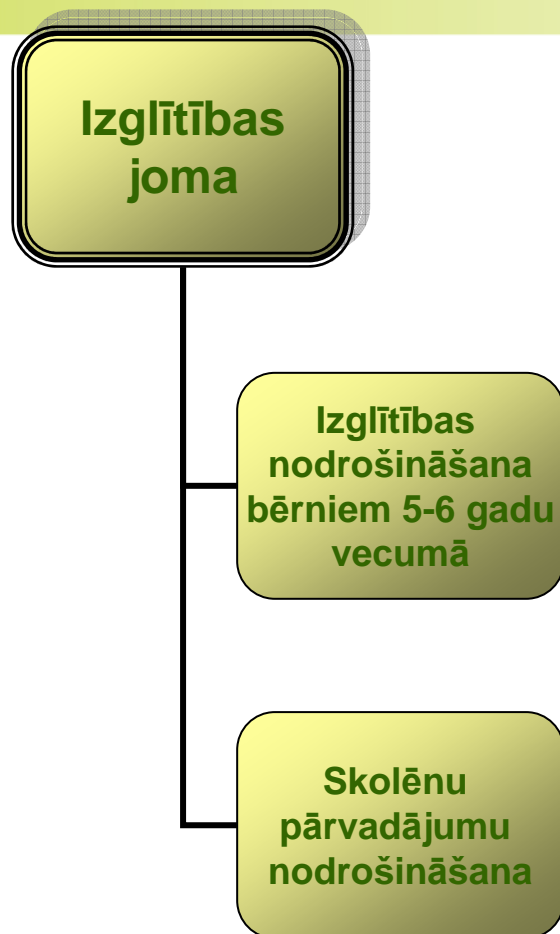 Izglītības
joma
Izglītības
nodrošināšana
bērniem 5-6 gadu
vecumā
Skolēnu
pārvadājumu
nodrošināšana